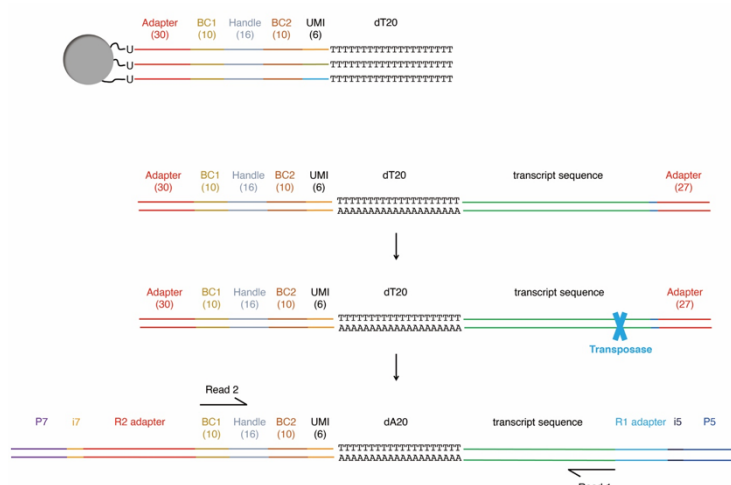 Adapter BC1 Handle BC2 UMI dT20
(30) (10) (16) (10) (6)
U TTTTTTTTTTTTTTTTTTTT
U TTTTTTTTTTTTTTTTTTTT
U TTTTTTTTTTTTTTTTTTTT
Adapter BC1 Handle BC2 UMI dT20 transcript sequence Adapter
(30) (10) (16) (10) (6) (27)
TTTTTTTTTTTTTTTTTTTT
AAAAAAAAAAAAAAAAAAAA
Adapter BC1 Handle BC2 UMI dT20 transcript sequence Adapter
(30) (10) (16) (10) (6) (27)
TTTTTTTTTTTTTTTTTTTT
AAAAAAAAAAAAAAAAAAAA
Transposase
Read 2
P7 i7 R2 adapter BC1 Handle BC2 UMI dA20 transcript sequence R1 adapter i5 P5
(10) (16) (10) (6)
TTTTTTTTTTTTTTTTTTTT
AAAAAAAAAAAAAAAAAAAA